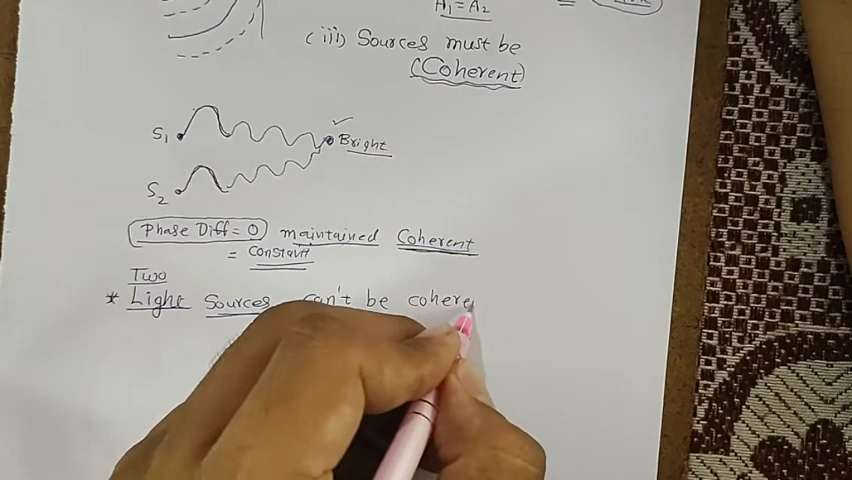 A₁ = A₂
(iii) Sources must be
(Coherent)
S₁
Bright
S₂
Phase Diff = 0 maintained Coherent
= constant
Two
* Light Sources can't be cohere